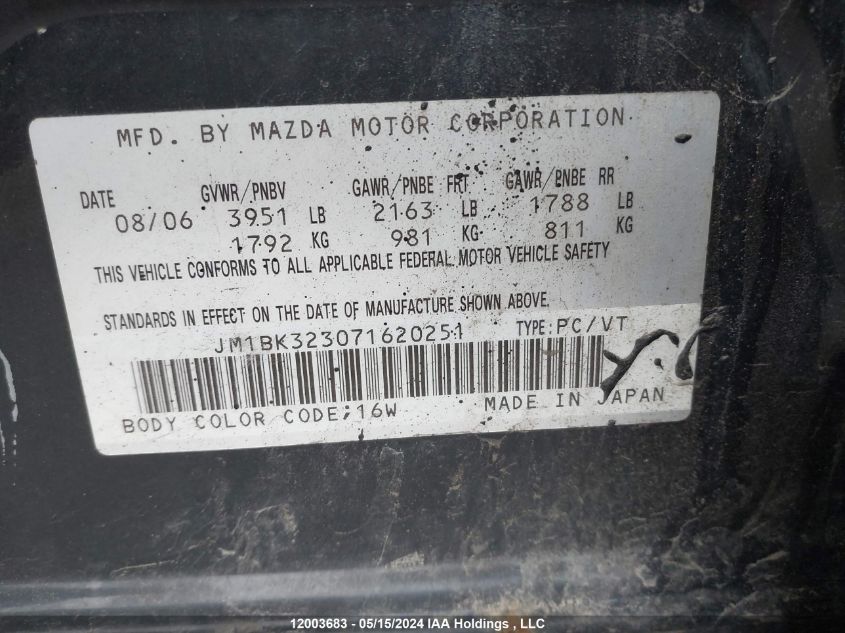 MFD. BY MAZDA MOTOR CORPORATION
DATE GVWR/PNBV GAWR/PNBE FRT GAWR/PNBE RR
08/06 3951 LB 2163 LB 1788 LB
1792 KG 981 KG 811 KG
THIS VEHICLE CONFORMS TO ALL APPLICABLE FEDERAL MOTOR VEHICLE SAFETY
STANDARDS IN EFFECT ON THE DATE OF MANUFACTURE SHOWN ABOVE.
JM1BK323071620251 TYPE:PC/VT
BODY COLOR CODE:16W MADE IN JAPAN
12003683 - 05/15/2024 IAA Holdings , LLC